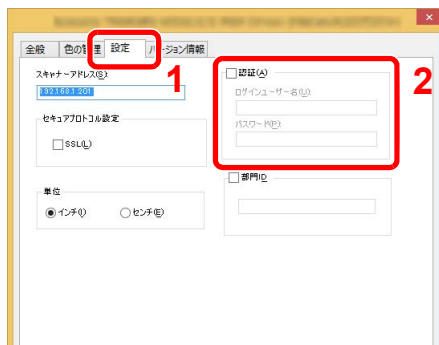 全般 色の管理 設定 バージョン情報
1
2
スキャナーアドレス(S):
192.168.1.201
セキュアプロトコル設定
SSL(L)
単位
インチ(I) センチ(E)
認証(A)
ログインユーザー名(U):
パスワード(P):
部門ID